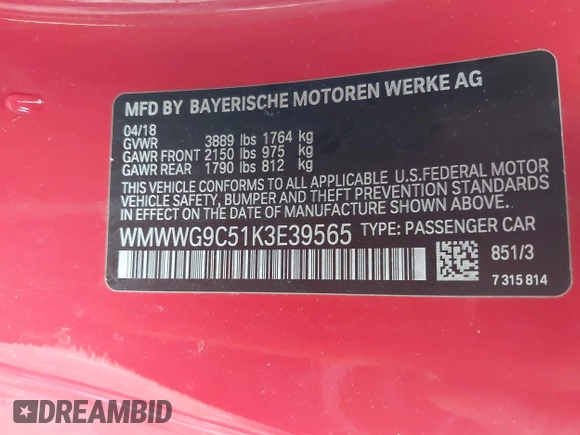 MFD BY BAYERISCHE MOTOREN WERKE AG
04/18
GVWR 3889 lbs 1764 kg
GAWR FRONT 2150 lbs 975 kg
GAWR REAR 1790 lbs 812 kg
THIS VEHICLE CONFORMS TO ALL APPLICABLE U.S.FEDERAL MOTOR
VEHICLE SAFETY, BUMPER AND THEFT PREVENTION STANDARDS
IN EFFECT ON THE DATE OF MANUFACTURE SHOWN ABOVE.
WMWWG9C51K3E39565 TYPE: PASSENGER CAR
851/3
7 315 814
DREAMBID